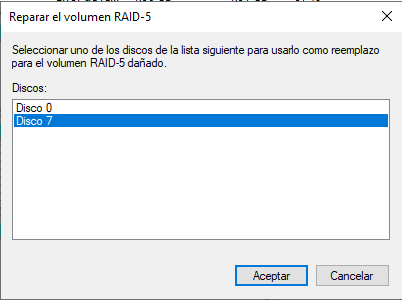 Reparar el volumen RAID-5
Seleccionar uno de los discos de la lista siguiente para usarlo como reemplazo
para el volumen RAID-5 dañado.
Discos:
Disco 0
Disco 7
Aceptar
Cancelar